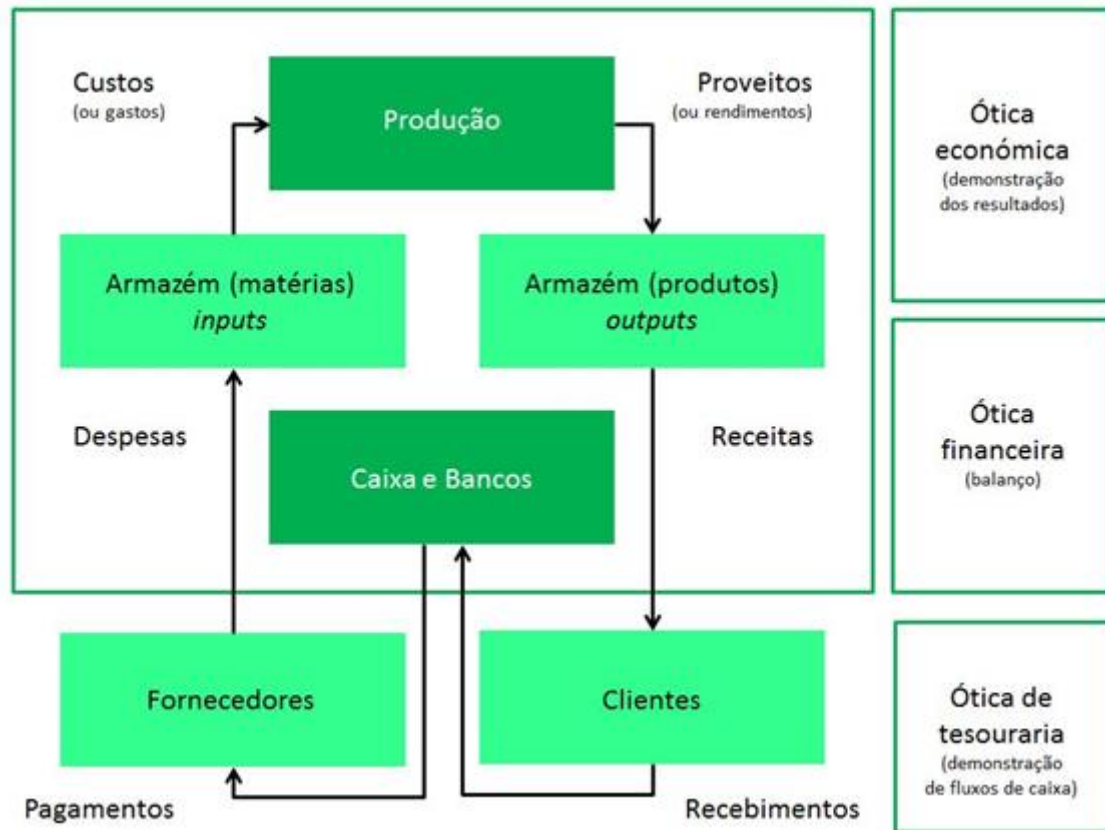 Custos
(ou gastos)
Produção
Proveitos
(ou rendimentos)
Ótica
económica
(demonstração
dos resultados)
Armazém (matérias)
inputs
Armazém (produtos)
outputs
Despesas
Caixa e Bancos
Receitas
Ótica
financeira
(balanço)
Fornecedores
Clientes
Ótica de
tesouraria
(demonstração
de fluxos de caixa)
Pagamentos
Recebimentos